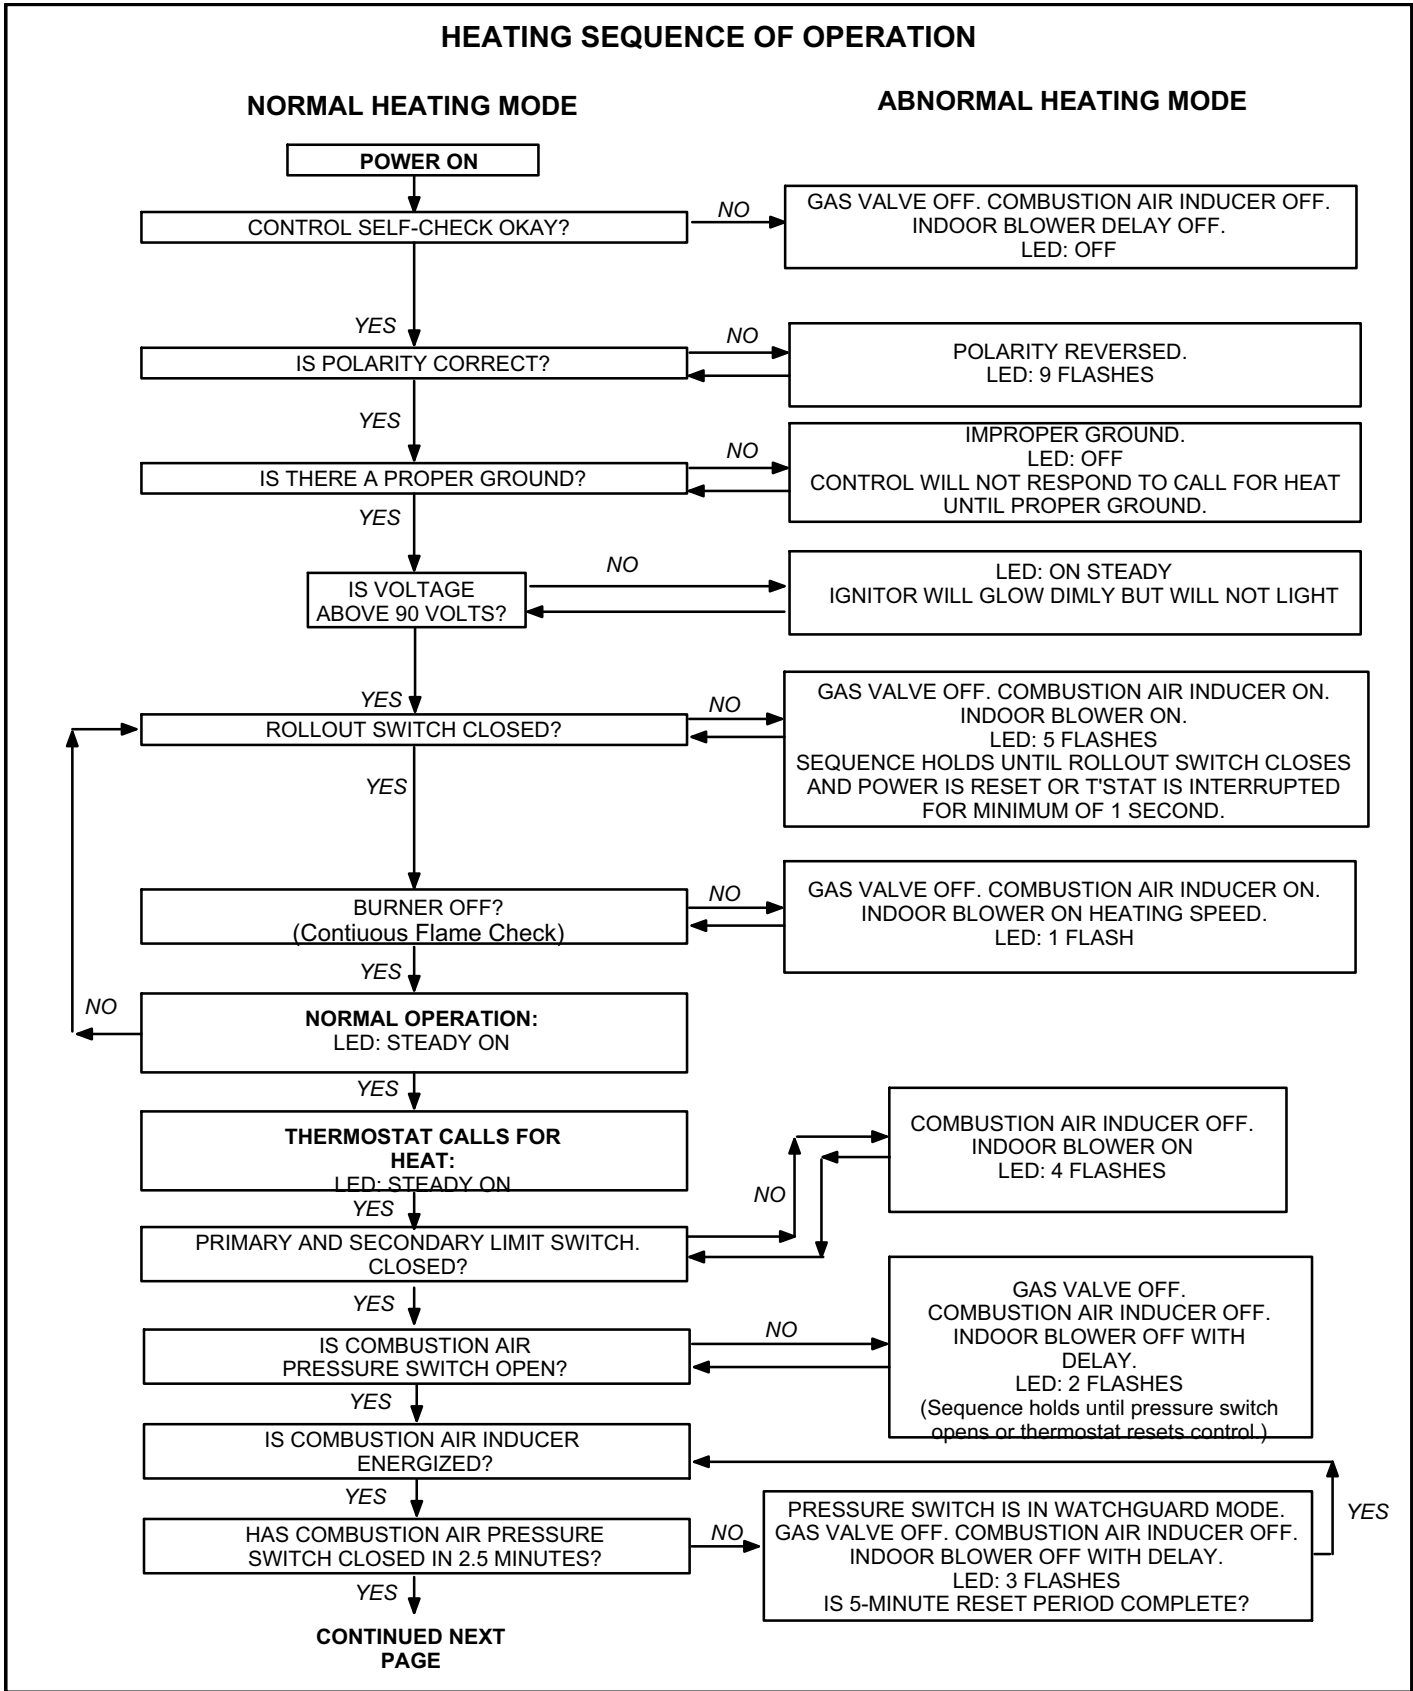 HEATING SEQUENCE OF OPERATION
NORMAL HEATING MODE
ABNORMAL HEATING MODE
POWER ON
CONTROL SELF-CHECK OKAY?
NO
GAS VALVE OFF. COMBUSTION AIR INDUCER OFF.
INDOOR BLOWER DELAY OFF.
LED: OFF
YES
IS POLARITY CORRECT?
NO
POLARITY REVERSED.
LED: 9 FLASHES
YES
IS THERE A PROPER GROUND?
NO
IMPROPER GROUND.
LED: OFF
CONTROL WILL NOT RESPOND TO CALL FOR HEAT
UNTIL PROPER GROUND.
YES
IS VOLTAGE
ABOVE 90 VOLTS?
NO
LED: ON STEADY
IGNITOR WILL GLOW DIMLY BUT WILL NOT LIGHT
YES
ROLLOUT SWITCH CLOSED?
NO
GAS VALVE OFF. COMBUSTION AIR INDUCER ON.
INDOOR BLOWER ON.
LED: 5 FLASHES
SEQUENCE HOLDS UNTIL ROLLOUT SWITCH CLOSES
AND POWER IS RESET OR T'STAT IS INTERRUPTED
FOR MINIMUM OF 1 SECOND.
YES
BURNER OFF?
(Contiuous Flame Check)
NO
GAS VALVE OFF. COMBUSTION AIR INDUCER ON.
INDOOR BLOWER ON HEATING SPEED.
LED: 1 FLASH
YES
NO
NORMAL OPERATION:
LED: STEADY ON
YES
THERMOSTAT CALLS FOR
HEAT:
LED: STEADY ON
YES
PRIMARY AND SECONDARY LIMIT SWITCH.
CLOSED?
NO
COMBUSTION AIR INDUCER OFF.
INDOOR BLOWER ON
LED: 4 FLASHES
YES
IS COMBUSTION AIR
PRESSURE SWITCH OPEN?
NO
GAS VALVE OFF.
COMBUSTION AIR INDUCER OFF.
INDOOR BLOWER OFF WITH
DELAY.
LED: 2 FLASHES
(Sequence holds until pressure switch
opens or thermostat resets control.)
YES
IS COMBUSTION AIR INDUCER
ENERGIZED?
YES
HAS COMBUSTION AIR PRESSURE
SWITCH CLOSED IN 2.5 MINUTES?
NO
PRESSURE SWITCH IS IN WATCHGUARD MODE.
GAS VALVE OFF. COMBUSTION AIR INDUCER OFF.
INDOOR BLOWER OFF WITH DELAY.
LED: 3 FLASHES
IS 5-MINUTE RESET PERIOD COMPLETE?
YES
YES
CONTINUED NEXT
PAGE